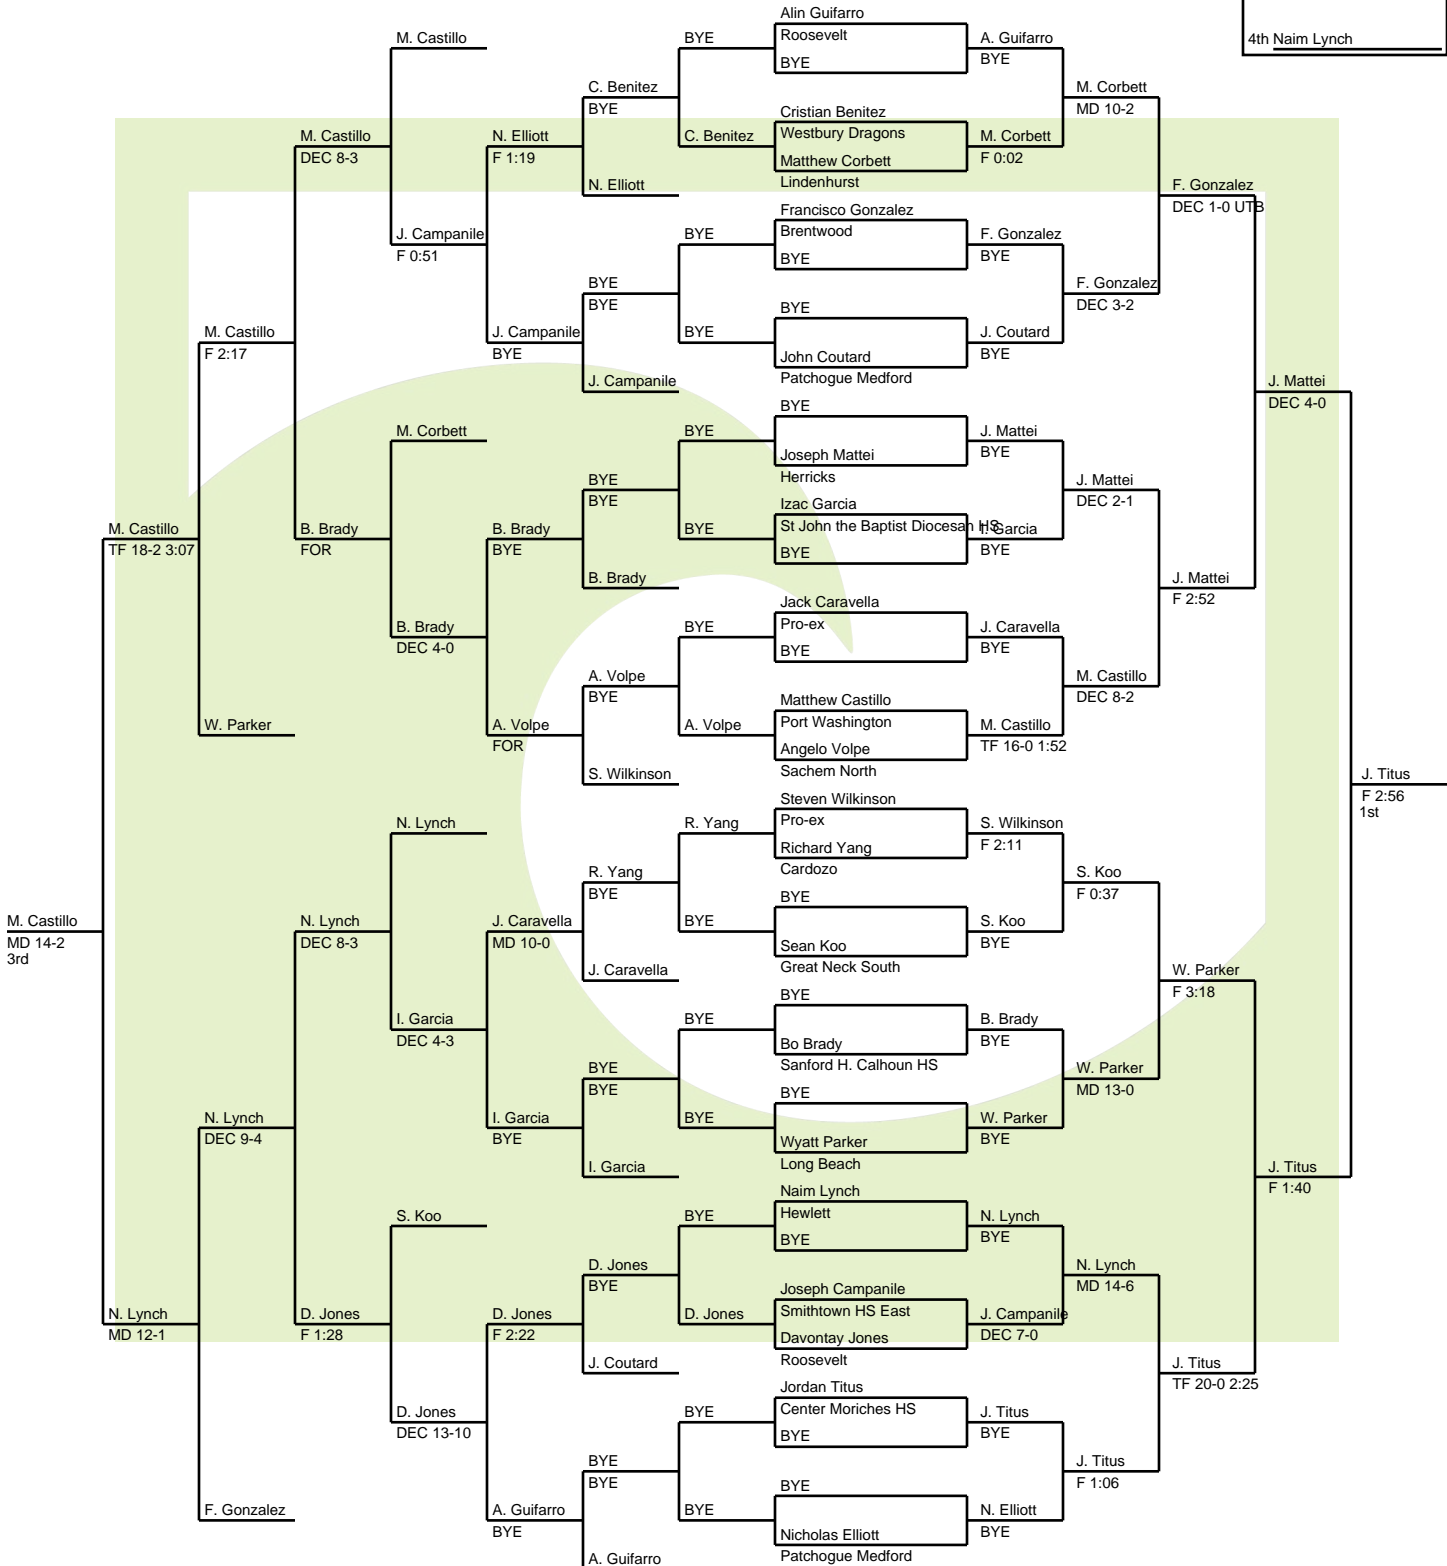 Alin Guifarro
M. Castillo
BYE
Roosevelt
A. Guifarro
4th Naim Lynch
BYE
BYE
C. Benitez
M. Corbett
BYE
MD 10-2
Cristian Benitez
M. Castillo
N. Elliott
C. Benitez
Westbury Dragons
M. Corbett
DEC 8-3
F 1:19
Matthew Corbett
F 0:02
N. Elliott
Lindenhurst
F. Gonzalez
DEC 1-0 UTB
Francisco Gonzalez
J. Campanile
BYE
Brentwood
F. Gonzalez
F 0:51
BYE
BYE
BYE
F. Gonzalez
BYE
DEC 3-2
BYE
M. Castillo
J. Campanile
BYE
J. Coutard
F 2:17
BYE
John Coutard
BYE
J. Campanile
Patchogue Medford
J. Mattei
DEC 4-0
BYE
M. Corbett
BYE
J. Mattei
Joseph Mattei
BYE
BYE
Herricks
J. Mattei
BYE
DEC 2-1
Izac Garcia
M. Castillo
B. Brady
B. Brady
BYE
St John the Baptist Diocesan HS
I. Garcia
TF 18-2 3:07
FOR
BYE
BYE
BYE
B. Brady
J. Mattei
F 2:52
Jack Caravella
B. Brady
BYE
Pro-ex
J. Caravella
DEC 4-0
BYE
BYE
A. Volpe
M. Castillo
BYE
DEC 8-2
Matthew Castillo
W. Parker
A. Volpe
A. Volpe
Port Washington
M. Castillo
FOR
Angelo Volpe
TF 16-0 1:52
S. Wilkinson
Sachem North
J. Titus
F 2:56
1st
Steven Wilkinson
N. Lynch
R. Yang
Pro-ex
S. Wilkinson
Richard Yang
F 2:11
R. Yang
Cardozo
S. Koo
BYE
F 0:37
BYE
M. Castillo
N. Lynch
J. Caravella
BYE
S. Koo
MD 14-2
DEC 8-3
MD 10-0
Sean Koo
BYE
3rd
J. Caravella
Great Neck South
W. Parker
F 3:18
BYE
I. Garcia
BYE
B. Brady
DEC 4-3
Bo Brady
BYE
BYE
Sanford H. Calhoun HS
W. Parker
BYE
MD 13-0
BYE
N. Lynch
I. Garcia
BYE
W. Parker
DEC 9-4
BYE
Wyatt Parker
BYE
I. Garcia
Long Beach
J. Titus
F 1:40
Naim Lynch
S. Koo
BYE
Hewlett
N. Lynch
BYE
BYE
D. Jones
N. Lynch
BYE
MD 14-6
Joseph Campanile
N. Lynch
D. Jones
D. Jones
D. Jones
Smithtown HS East
J. Campanile
MD 12-1
F 1:28
F 2:22
Davontay Jones
DEC 7-0
J. Coutard
Roosevelt
J. Titus
TF 20-0 2:25
Jordan Titus
D. Jones
BYE
Center Moriches HS
J. Titus
DEC 13-10
BYE
BYE
BYE
J. Titus
BYE
F 1:06
BYE
F. Gonzalez
A. Guifarro
BYE
N. Elliott
BYE
Nicholas Elliott
BYE
A. Guifarro
Patchogue Medford